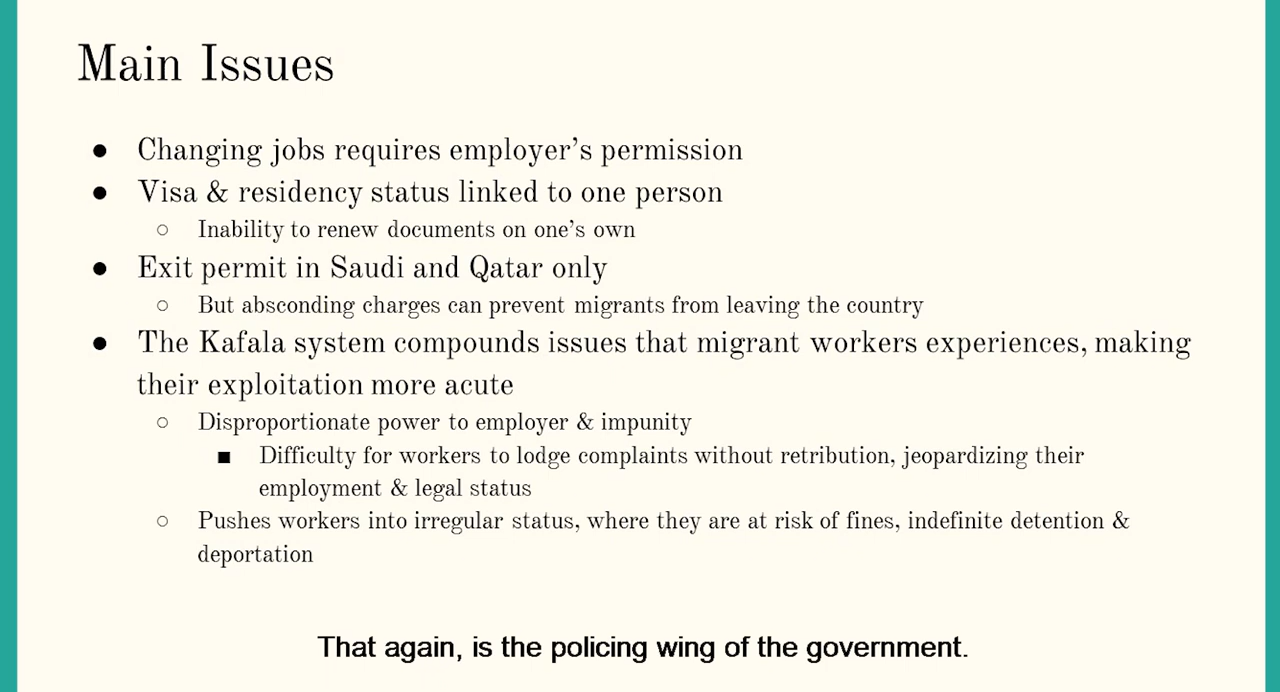 Main Issues
● Changing jobs requires employer's permission
● Visa & residency status linked to one person
○ Inability to renew documents on one's own
● Exit permit in Saudi and Qatar only
○ But absconding charges can prevent migrants from leaving the country
● The Kafala system compounds issues that migrant workers experiences, making
their exploitation more acute
○ Disproportionate power to employer & impunity
■ Difficulty for workers to lodge complaints without retribution, jeopardizing their
employment & legal status
○ Pushes workers into irregular status, where they are at risk of fines, indefinite detention &
deportation
That again, is the policing wing of the government.